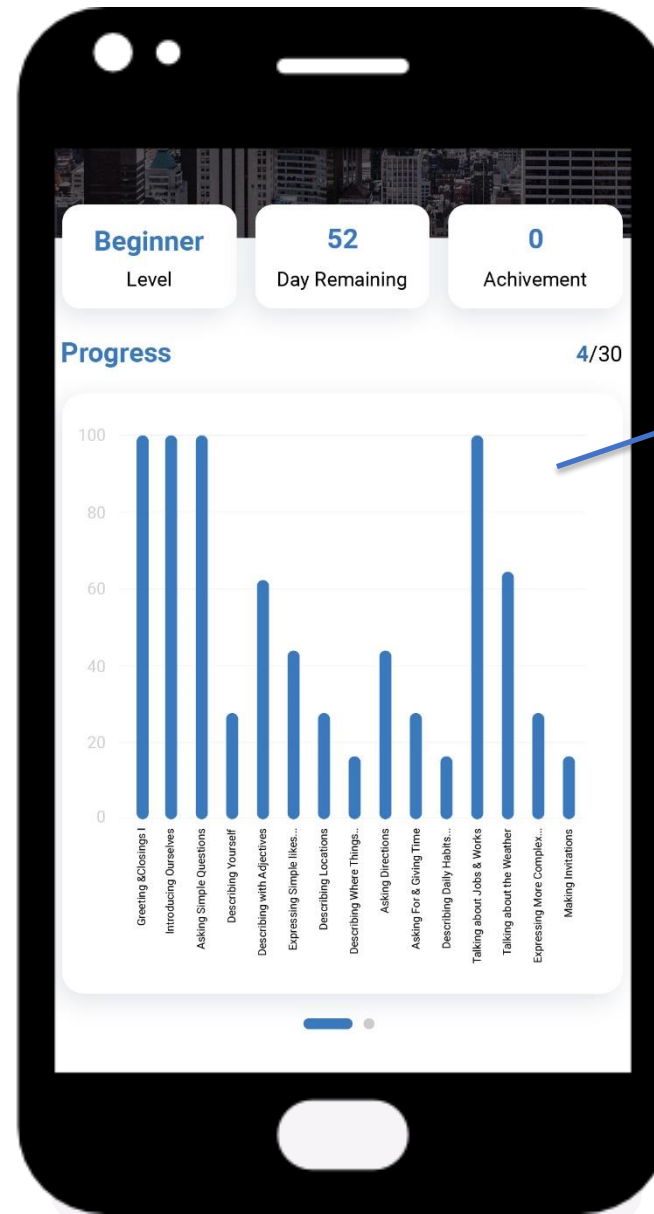 Beginner
Level
52
Day Remaining
0
Achivement
Progress
4/30
100
80
60
40
20
0
Greeting &Closings I
Introducing Ourselves
Asking Simple Questions
Describing Yourself
Describing with Adjectives
Expressing Simple likes...
Describing Locations
Describing Where Things..
Asking Directions
Asking For & Giving Time
Describing Daily Habits...
Talking about Jobs & Works
Talking about the Weather
Expressing More Complex...
Making Invitations